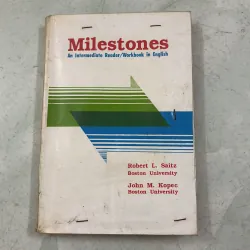 Milestones
An Intermediate Reader/Workbook in English
Robert L. Saitz
Boston University
John M. Kopec
Boston University